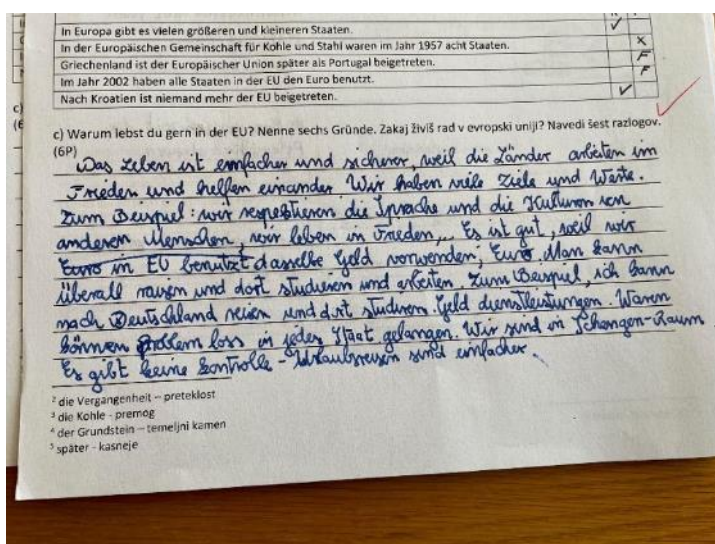 In Europa gibt es vielen größeren und kleineren Staaten. ✓
In der Europäischen Gemeinschaft für Kohle und Stahl waren im Jahr 1957 acht Staaten. X
Griechenland ist der Europäischer Union später als Portugal beigetreten. F
Im Jahr 2002 haben alle Staaten in der EU den Euro benutzt. F
Nach Kroatien ist niemand mehr der EU beigetreten. ✓
c) Warum lebst du gern in der EU? Nenne sechs Gründe. Zakaj živiš rad v evropski uniji? Navedi šest razlogov.
(6P)
Das Leben ist einfacher und sicherer, weil die Länder arbeiten im
Frieden und helfen einander Wir haben viele Ziele und Werte.
Zum Beispiel: wir respektieren die Sprache und die Kulturen von
anderen Menschen, wir leben in Frieden,.. Es ist gut, weil wir
Euro in EU benutzt dasselbe Geld verwenden; Euro. Man kann
überall reisen und dort studieren und arbeiten. Zum Beispiel, ich kann
nach Deutschland reisen und dort studieren. Geld dienstleistungen. Waren
können problem loss in jedes Staat gelangen. Wir sind in Schengen-Raum
Es gibt keine Kontrolle - Urlaubsreisen sind einfacher.
2 die Vergangenheit – preteklost
3 die Kohle - premog
4 der Grundstein – temeljni kamen
5 später - kasneje
c)
(6